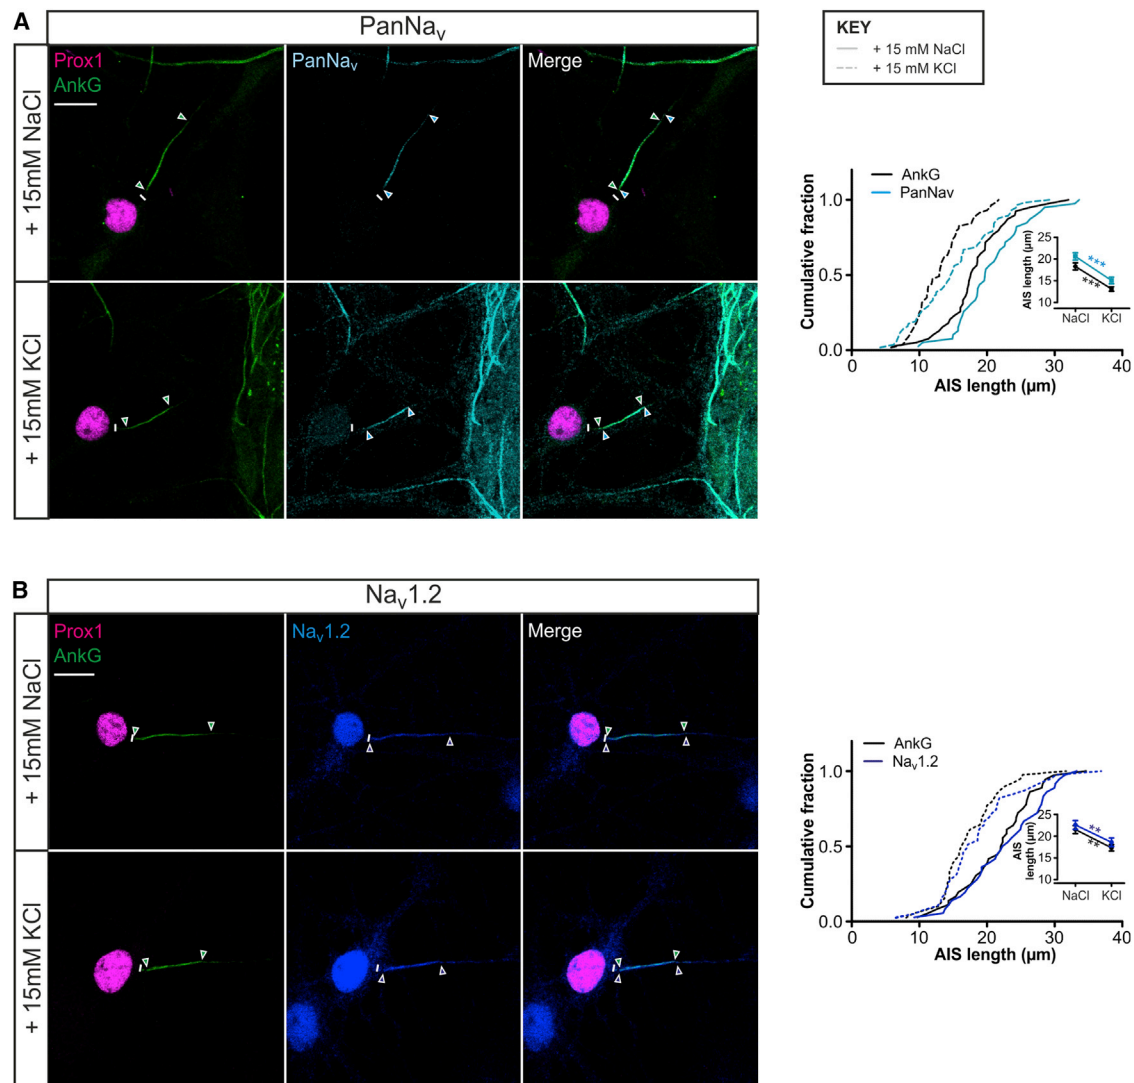 A
PanNav
+ 15mM NaCl
Prox1
AnkG
PanNav
Merge
+ 15mM KCl
KEY
+ 15 mM NaCl
+ 15 mM KCl
AnkG
PanNav
Cumulative fraction
1.0
0.5
0.0
0
10
20
30
40
AIS length (µm)
AIS length (µm)
25
20
15
10
***
***
NaCl
KCl
B
Nav1.2
+ 15mM NaCl
Prox1
AnkG
Nav1.2
Merge
+ 15mM KCl
AnkG
Nav1.2
Cumulative fraction
1.0
0.5
0.0
0
10
20
30
40
AIS length (µm)
AIS
length (µm)
25
20
15
10
**
**
NaCl
KCl